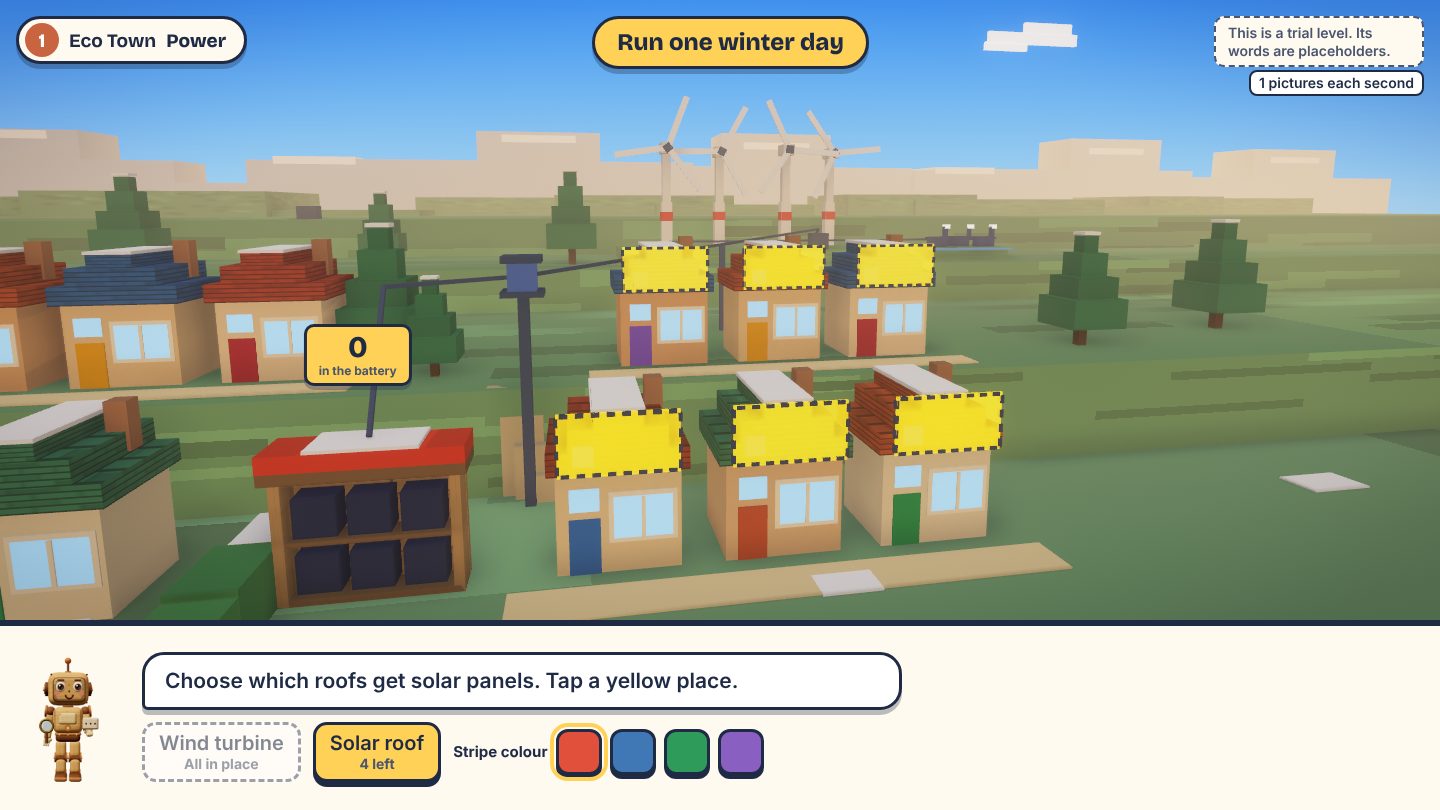 1 Eco Town Power
Run one winter day
This is a trial level. Its
words are placeholders.
1 pictures each second
0
in the battery
Choose which roofs get solar panels. Tap a yellow place.
Wind turbine
All in place
Solar roof
4 left
Stripe colour